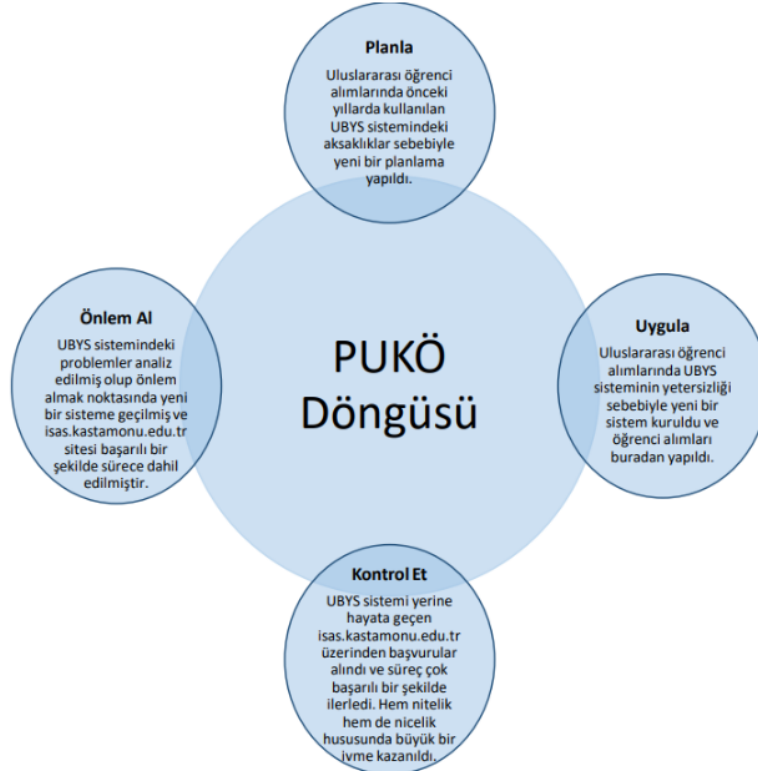 Planla
Uluslararası öğrenci
alımlarında önceki
yıllarda kullanılan
UBYS sistemindeki
aksaklıklar sebebiyle
yeni bir planlama
yapıldı.
Önlem Al
UBYS sistemindeki
problemler analiz
edilmiş olup önlem
almak noktasında yeni
bir sisteme geçilmiş ve
isas.kastamonu.edu.tr
sitesi başarılı bir
şekilde sürece dahil
edilmiştir.
PUKÖ
Döngüsü
Uygula
Uluslararası öğrenci
alımlarında UBYS
sisteminin yetersizliği
sebebiyle yeni bir
sistem kuruldu ve
öğrenci alımları
buradan yapıldı.
Kontrol Et
UBYS sistemi yerine
hayata geçen
isas.kastamonu.edu.tr
üzerinden başvurular
alındı ve süreç çok
başarılı bir şekilde
ilerledi. Hem nitelik
hem de nicelik
hususunda büyük bir
ivme kazanıldı.